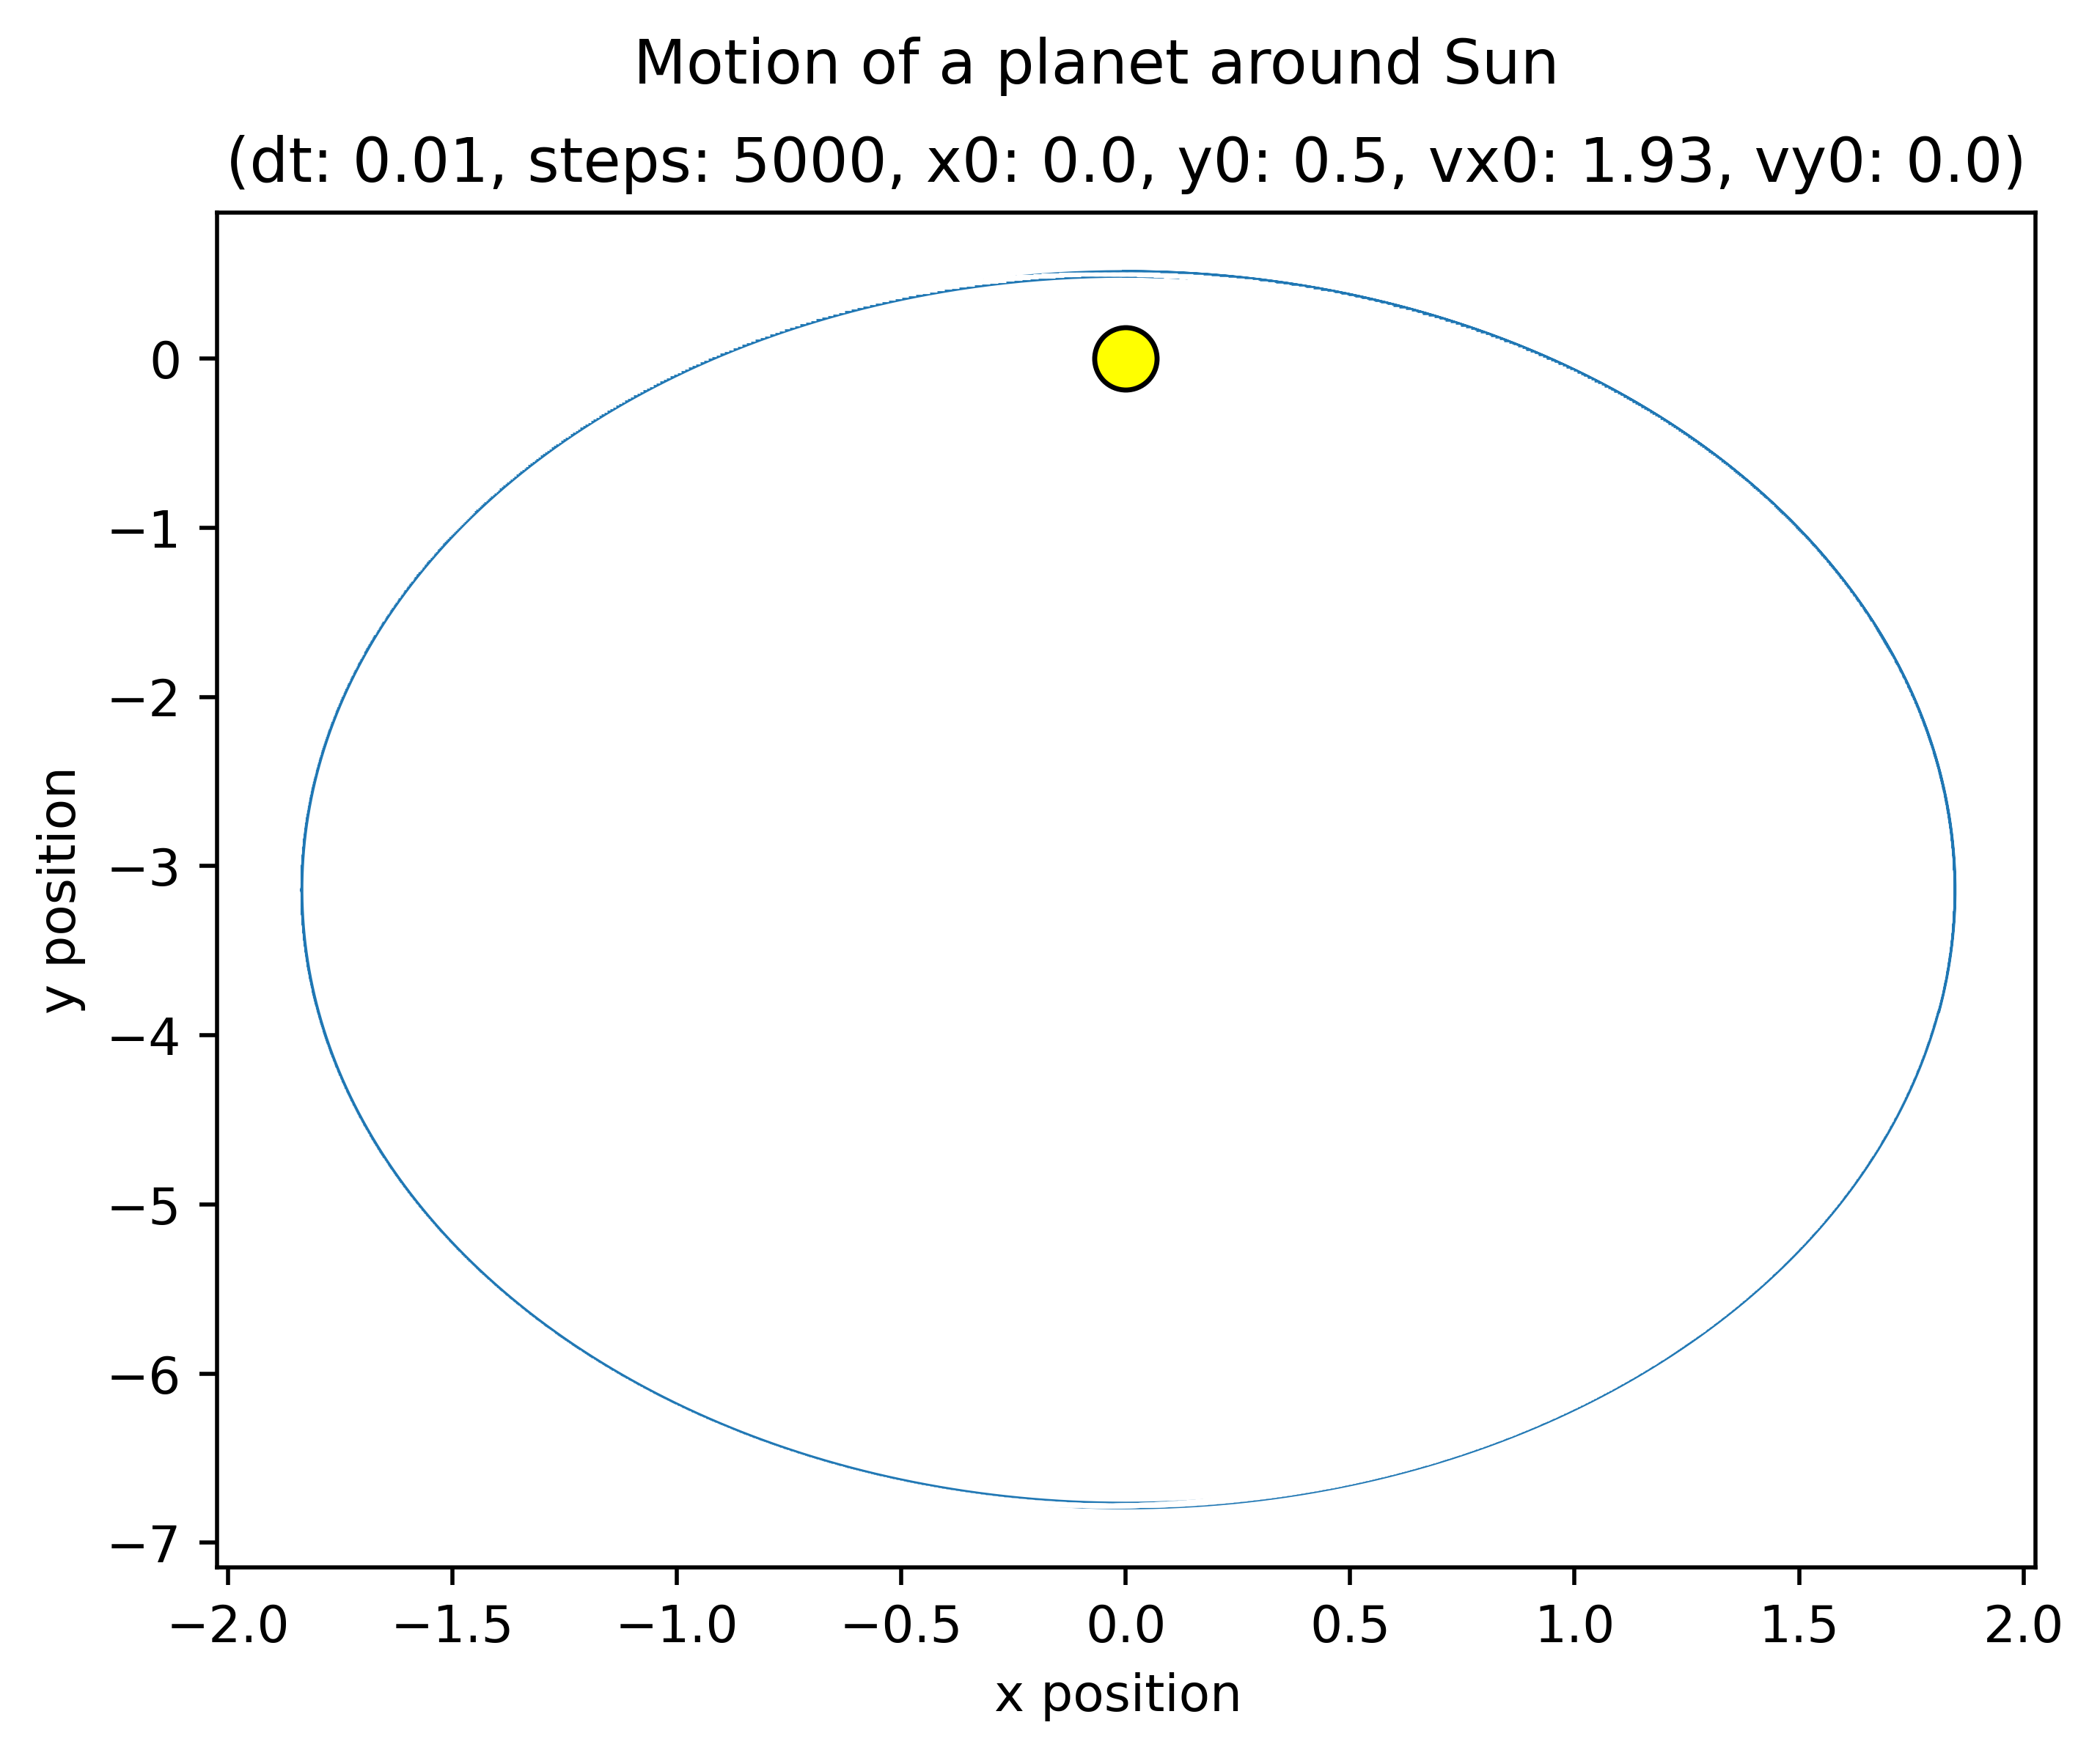 Motion of a planet around Sun
(dt: 0.01, steps: 5000, x0: 0.0, y0: 0.5, vx0: 1.93, vy0: 0.0)
0
−1
−2
−3
−4
−5
−6
−7
y position
−2.0 −1.5 −1.0 −0.5 0.0 0.5 1.0 1.5 2.0
x position